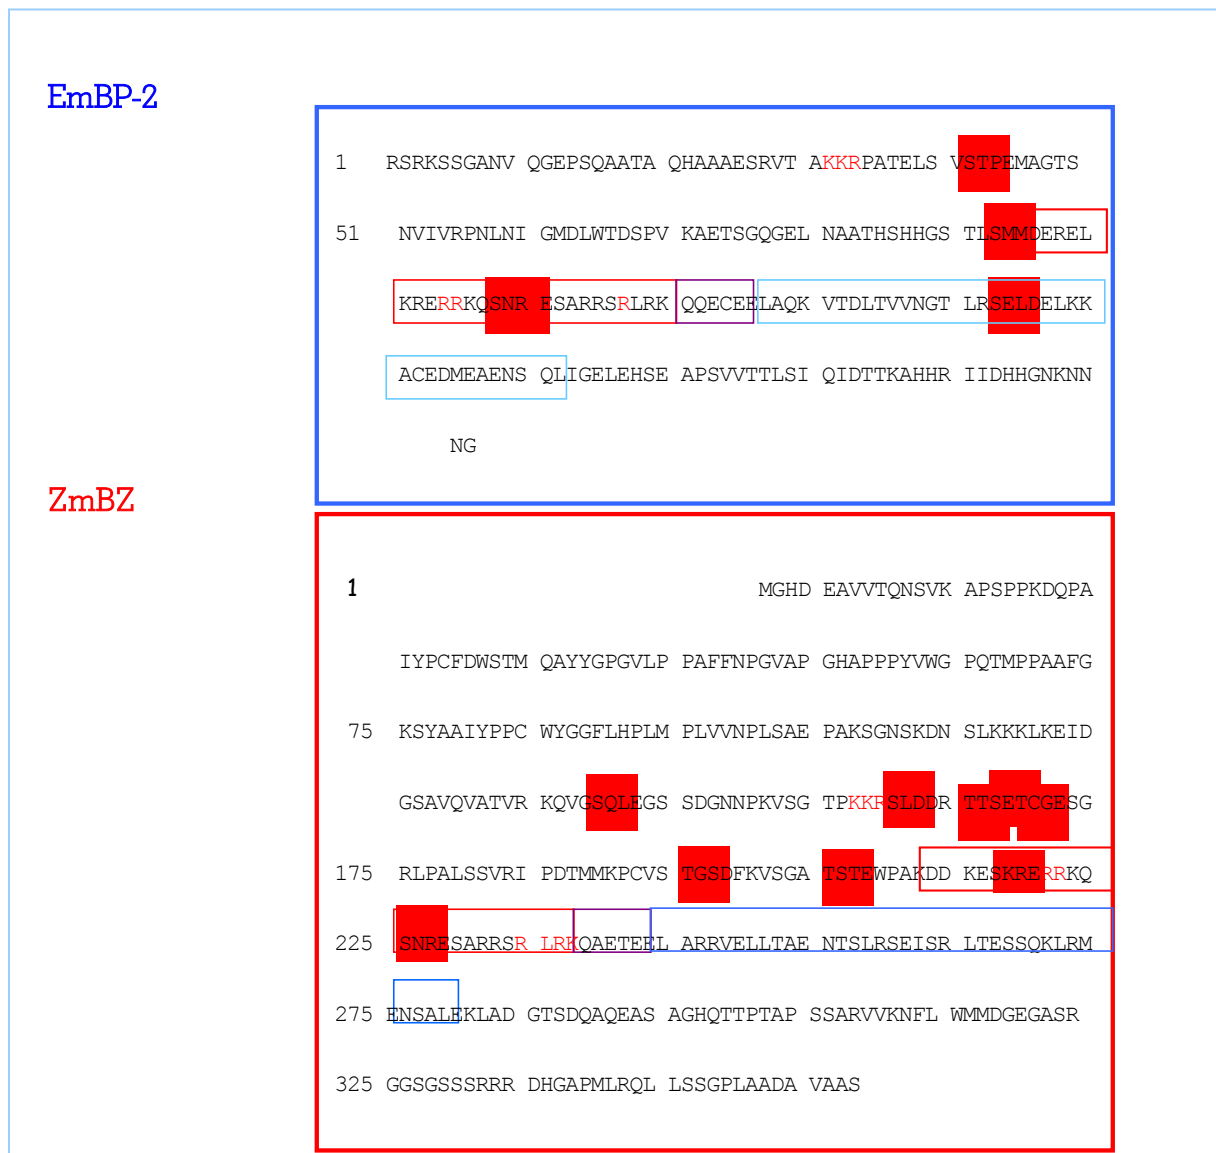 EmBP-2
1 RSRKSSGANV QGEPSQAATA QHAAAESRVT AKKRPATELS VSTPEMAGTS
51 NVIVRPNLNI GMDLWTDSPV KAETSGQGEL NAATHSHHGS TLSMMDEREL
KRERRKQSNR ESARRSRLRK QQECEELAQK VTDLTVVNGT LRSELDELKK
ACEDMEAENS QLIGELEHSE APSVVTTLSI QIDTTKAHHR IIDHHGNKNN
NG
ZmBZ
1 MGHD EAVVTQNSVK APSPPKDQPA
IYPCFDWSTM QAYYGPGVLP PAFFNPGVAP GHAPPPYVWG PQTMPPAAFG
75 KSYAAIYPPC WYGGFLHPLM PLVVNPLSAE PAKSGNSKDN SLKKKLKEID
GSAVQVATVR KQVGSQLEGS SDGNNPKVSG TPKKRSLDDR TTSETCGESG
175 RLPALSSVRI PDTMMKPCVS TGSDFKVSGA TSTEWPAKDD KESKRERRKQ
225 SNRESARRSR LRKQAETEEL ARRVELLTAE NTSLRSEISR LTESSQKLRM
275 ENSALEKLAD GTSDQAQEAS AGHQTTPTAP SSARVVKNFL WMMDGEGASR
325 GGSGSSSRRR DHGAPMLRQL LSSGPLAADA VAAS